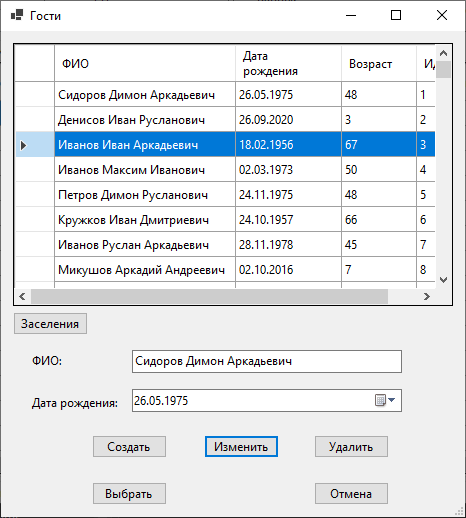 Гости
ФИО Дата рождения Возраст Ид
Сидоров Димон Аркадьевич 26.05.1975 48 1
Денисов Иван Русланович 26.09.2020 3 2
Иванов Иван Аркадьевич 18.02.1956 67 3
Иванов Максим Иванович 02.03.1973 50 4
Петров Димон Русланович 24.11.1975 48 5
Кружков Иван Дмитриевич 24.10.1957 66 6
Иванов Руслан Аркадьевич 28.11.1978 45 7
Микушов Аркадий Андреевич 02.10.2016 7 8
Заселения
ФИО: Сидоров Димон Аркадьевич
Дата рождения: 26.05.1975
Создать Изменить Удалить
Выбрать Отмена